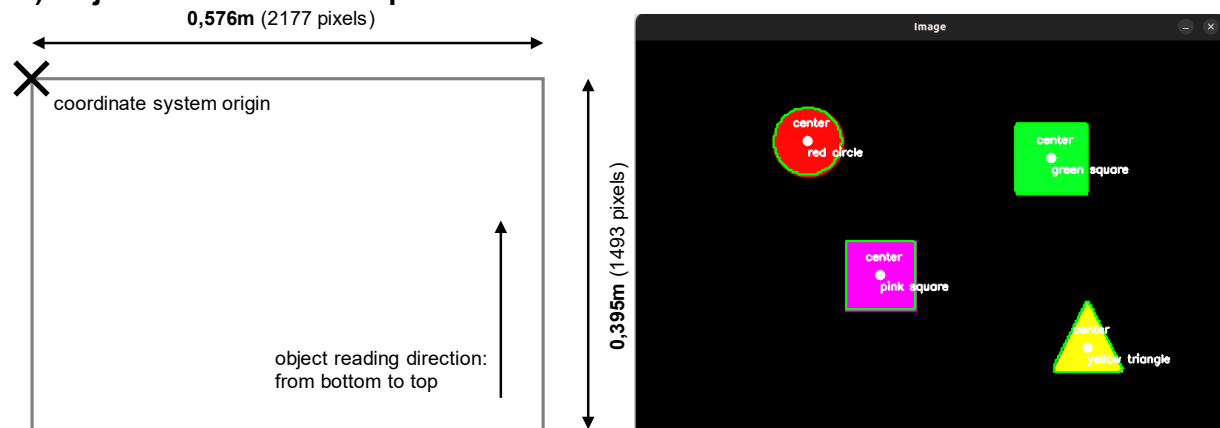 0,576m (2177 pixels)
coordinate system origin
object reading direction:
from bottom to top
0,395m (1493 pixels)
Image
center
red circle
center
green square
center
pink square
center
yellow triangle